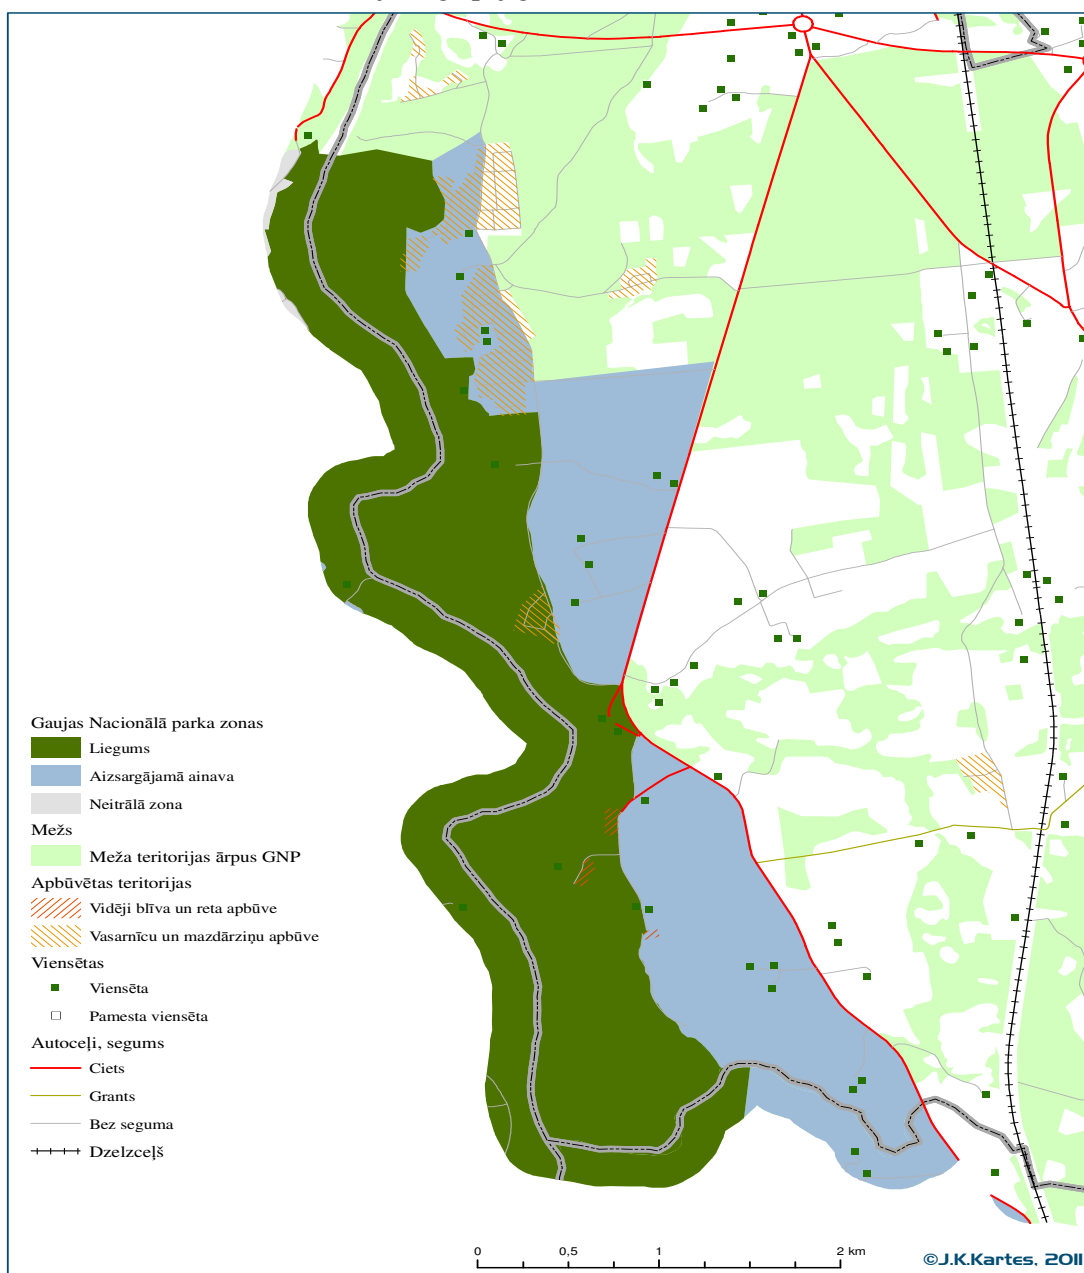 Gaujas Nacionālā parka zonas
Liegums
Aizsargājamā ainava
Neitrālā zona
Mežs
Meža teritorijas ārpus GNP
Apbūvētas teritorijas
Vidēji blīva un reta apbūve
Vasarnīcu un mazdārziņu apbūve
Viensētas
Viensēta
Pamesta viensēta
Autoceļi, segums
Ciets
Grants
Bez seguma
Dzelzceļš
0 0,5 1 2 km
©J.K.Kartes, 2011